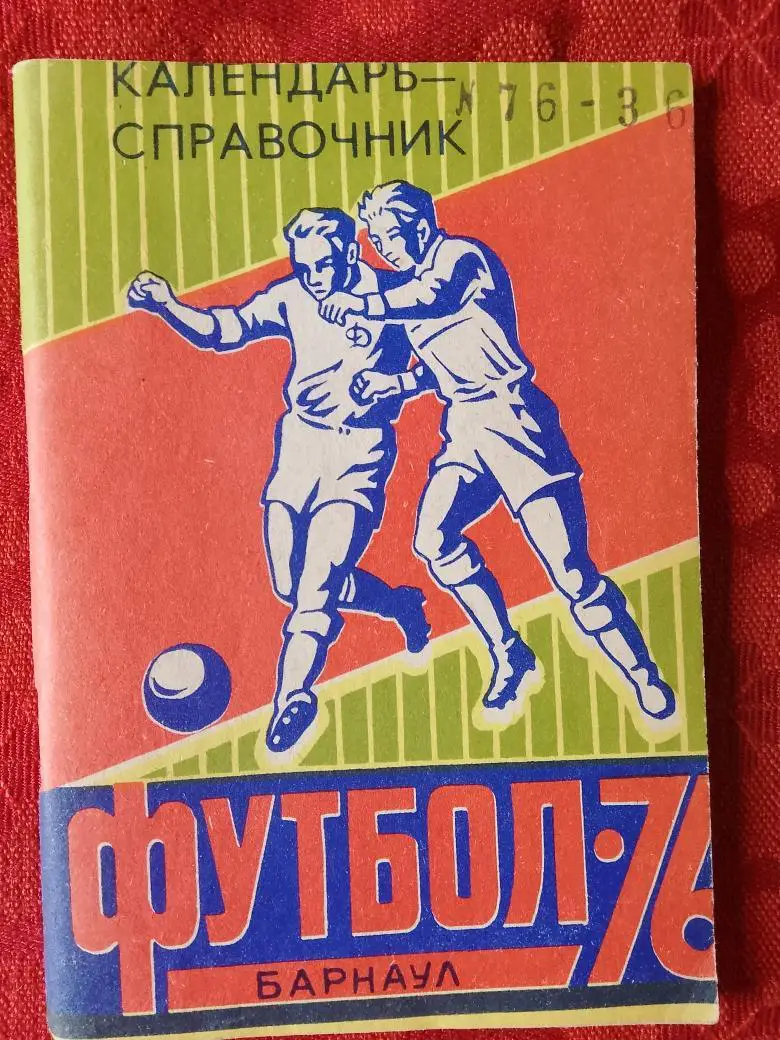 КАЛЕНДАРЬ—
СПРАВОЧНИК
№ 76-36
Д
ФУТБОЛ·76
БАРНАУЛ